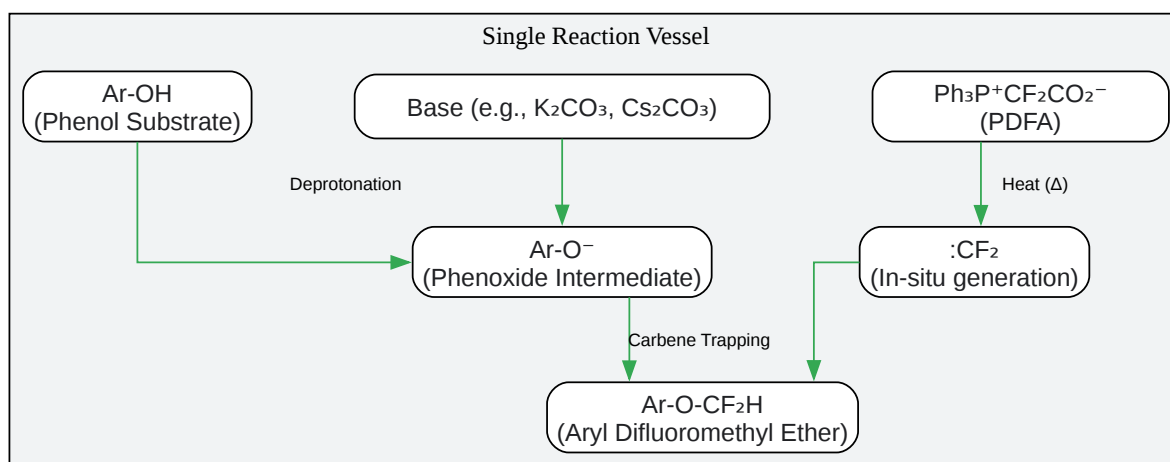 Single Reaction Vessel
Ar-OH
(Phenol Substrate)
Base (e.g., K₂CO₃, Cs₂CO₃)
Ph₃P⁺CF₂CO₂⁻
(PDFA)
Deprotonation
Heat (Δ)
Ar-O⁻
(Phenoxide Intermediate)
:CF₂
(In-situ generation)
Carbene Trapping
Ar-O-CF₂H
(Aryl Difluoromethyl Ether)